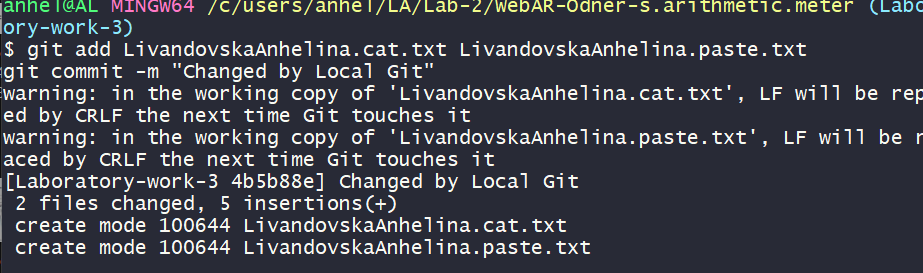 anhel@AL MINGW64 /c/users/anhel/LA/Lab-2/WebAR-Odner-s.arithmetic.meter (Labo
ory-work-3)
$ git add LivandovskaAnhelina.cat.txt LivandovskaAnhelina.paste.txt
git commit -m "Changed by Local Git"
warning: in the working copy of 'LivandovskaAnhelina.cat.txt', LF will be rep
ed by CRLF the next time Git touches it
warning: in the working copy of 'LivandovskaAnhelina.paste.txt', LF will be r
aced by CRLF the next time Git touches it
[Laboratory-work-3 4b5b88e] Changed by Local Git
 2 files changed, 5 insertions(+)
 create mode 100644 LivandovskaAnhelina.cat.txt
 create mode 100644 LivandovskaAnhelina.paste.txt